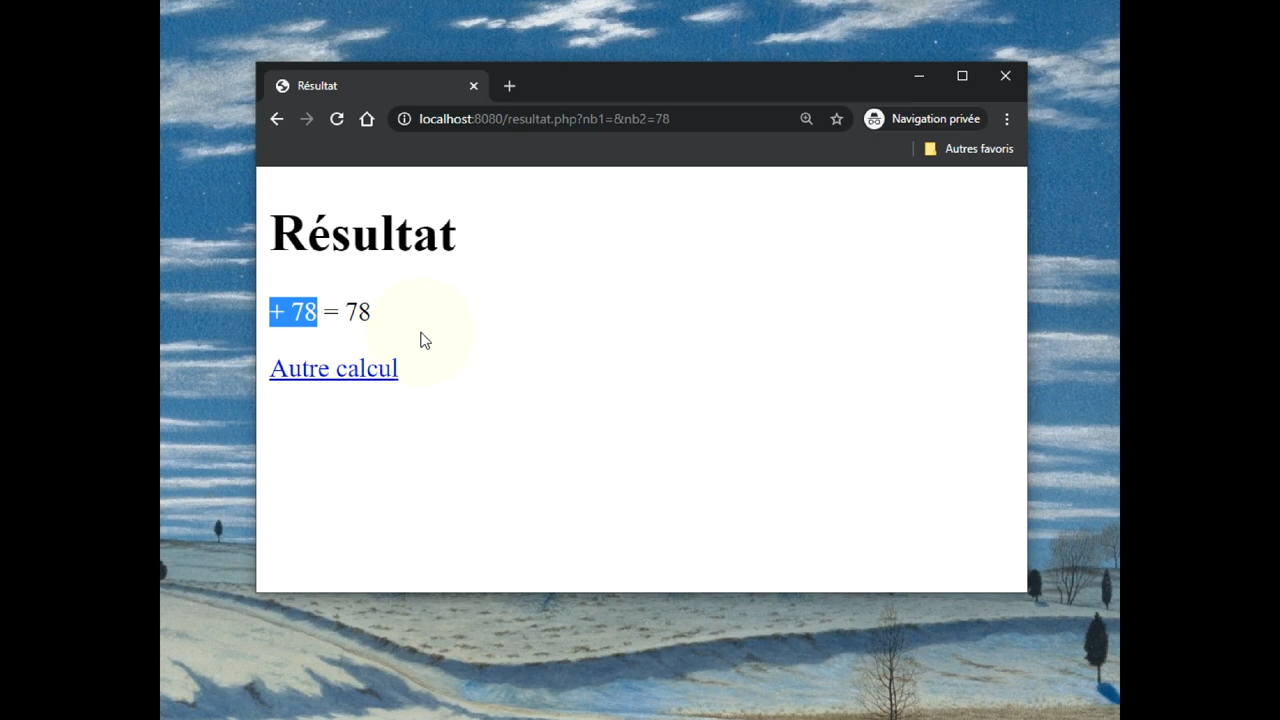 Résultat
localhost:8080/resultat.php?nb1=&nb2=78
Navigation privée
Autres favoris
Résultat
+ 78 = 78
Autre calcul